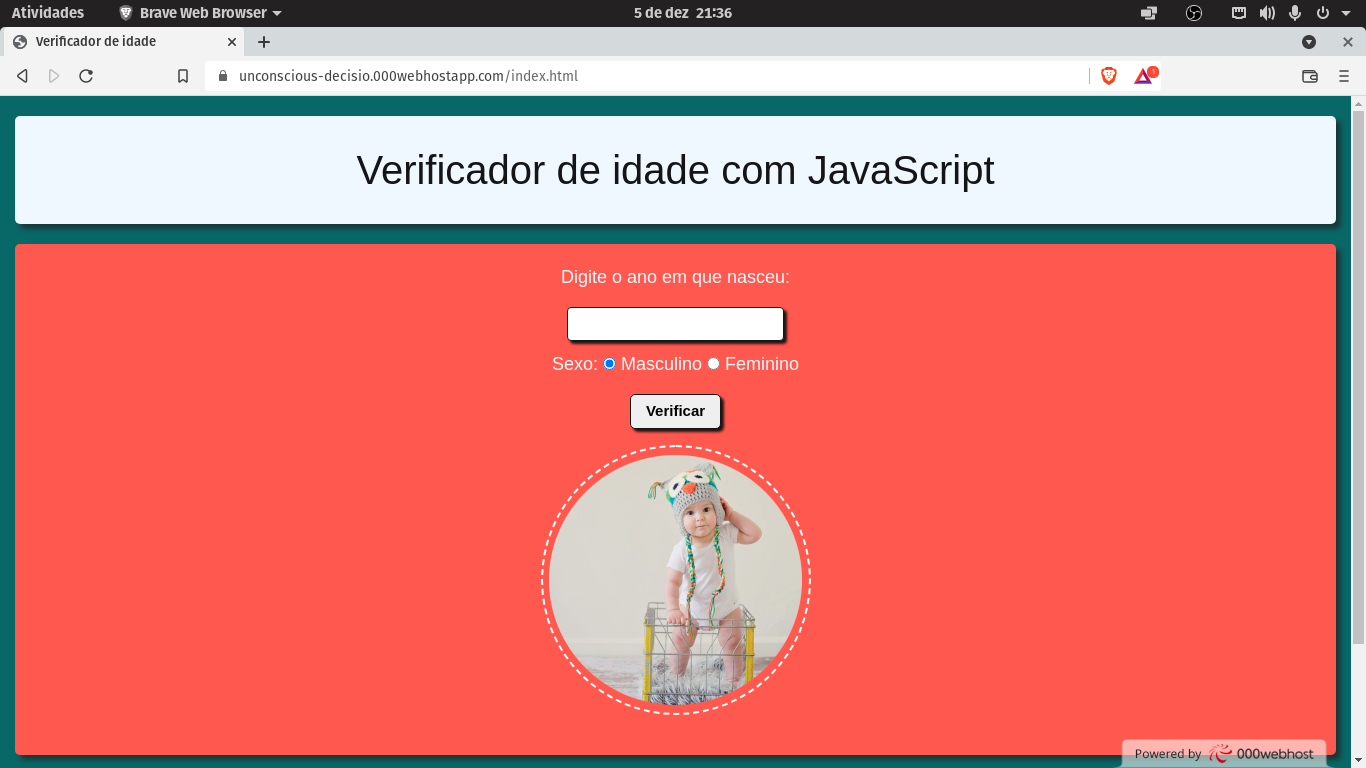 Atividades Brave Web Browser 5 de dez 21:36
Verificador de idade
unconscious-decisio.000webhostapp.com/index.html
1
Verificador de idade com JavaScript
Digite o ano em que nasceu:
Sexo: Masculino Feminino
Verificar
Powered by 000webhost